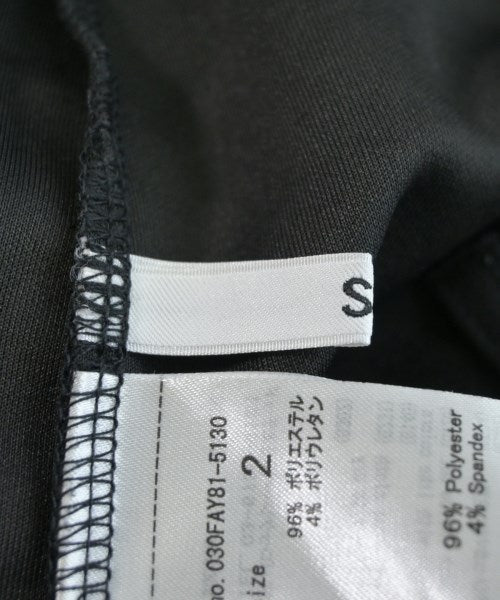 S
no. 030FAY81-5130
ize 2
96% ポリエステル
4% ポリウレタン
96% Polyester
4% Spandex